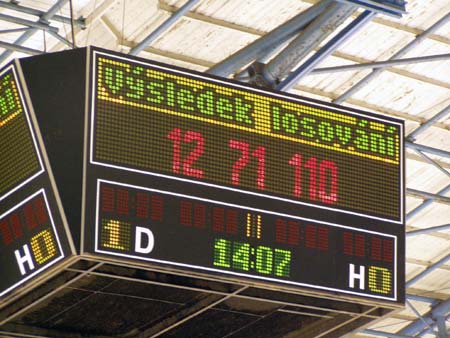 výsledek losování
12 71 110
1 D 14:07 H 0
H 0